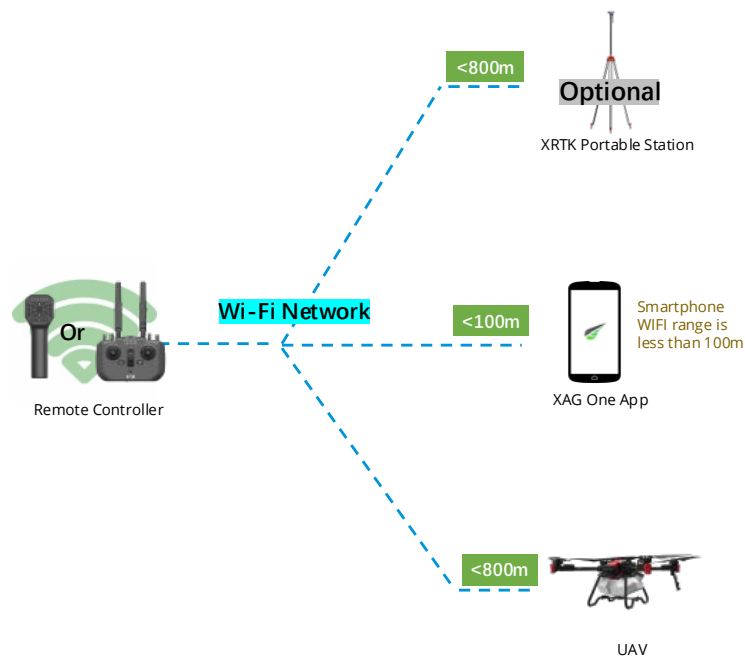 <800m
Optional
XRTK Portable Station
Or
Remote Controller
Wi-Fi Network
<100m
Smartphone
WIFI range is
less than 100m
XAG One App
<800m
UAV